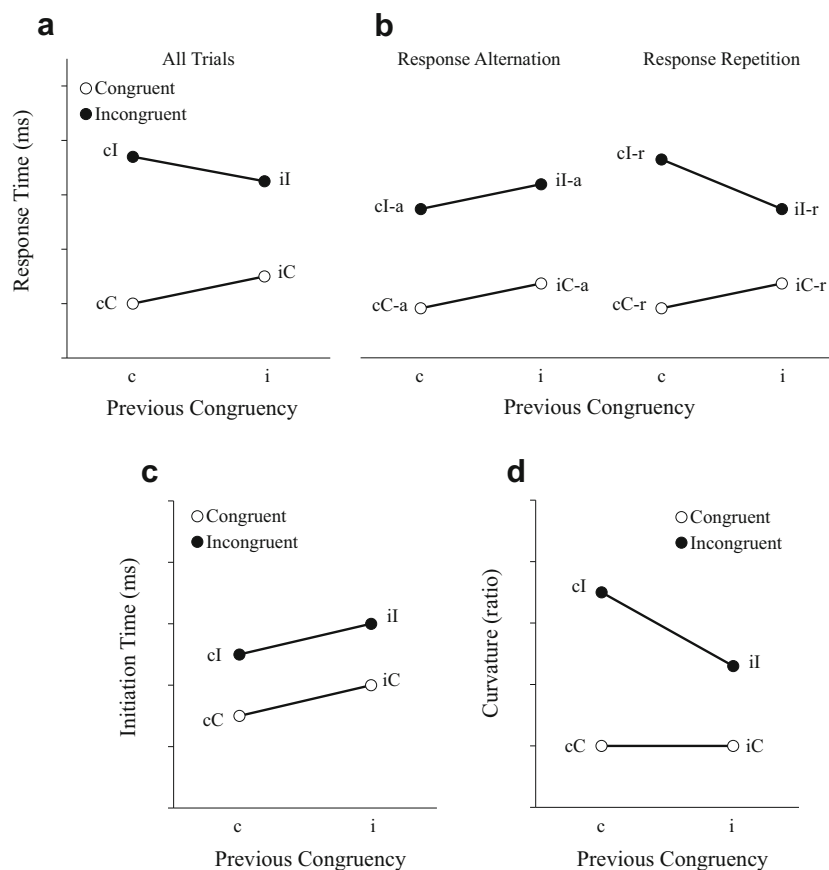 a
All Trials
Congruent
Incongruent
cI
iI
cC
iC
Response Time (ms)
c i
Previous Congruency
b
Response Alternation Response Repetition
cI-a
iI-a
cC-a
iC-a
cI-r
iI-r
cC-r
iC-r
c i c i
Previous Congruency
c
Congruent
Incongruent
cI
iI
cC
iC
Initiation Time (ms)
c i
Previous Congruency
d
Congruent
Incongruent
cI
iI
cC
iC
Curvature (ratio)
c i
Previous Congruency